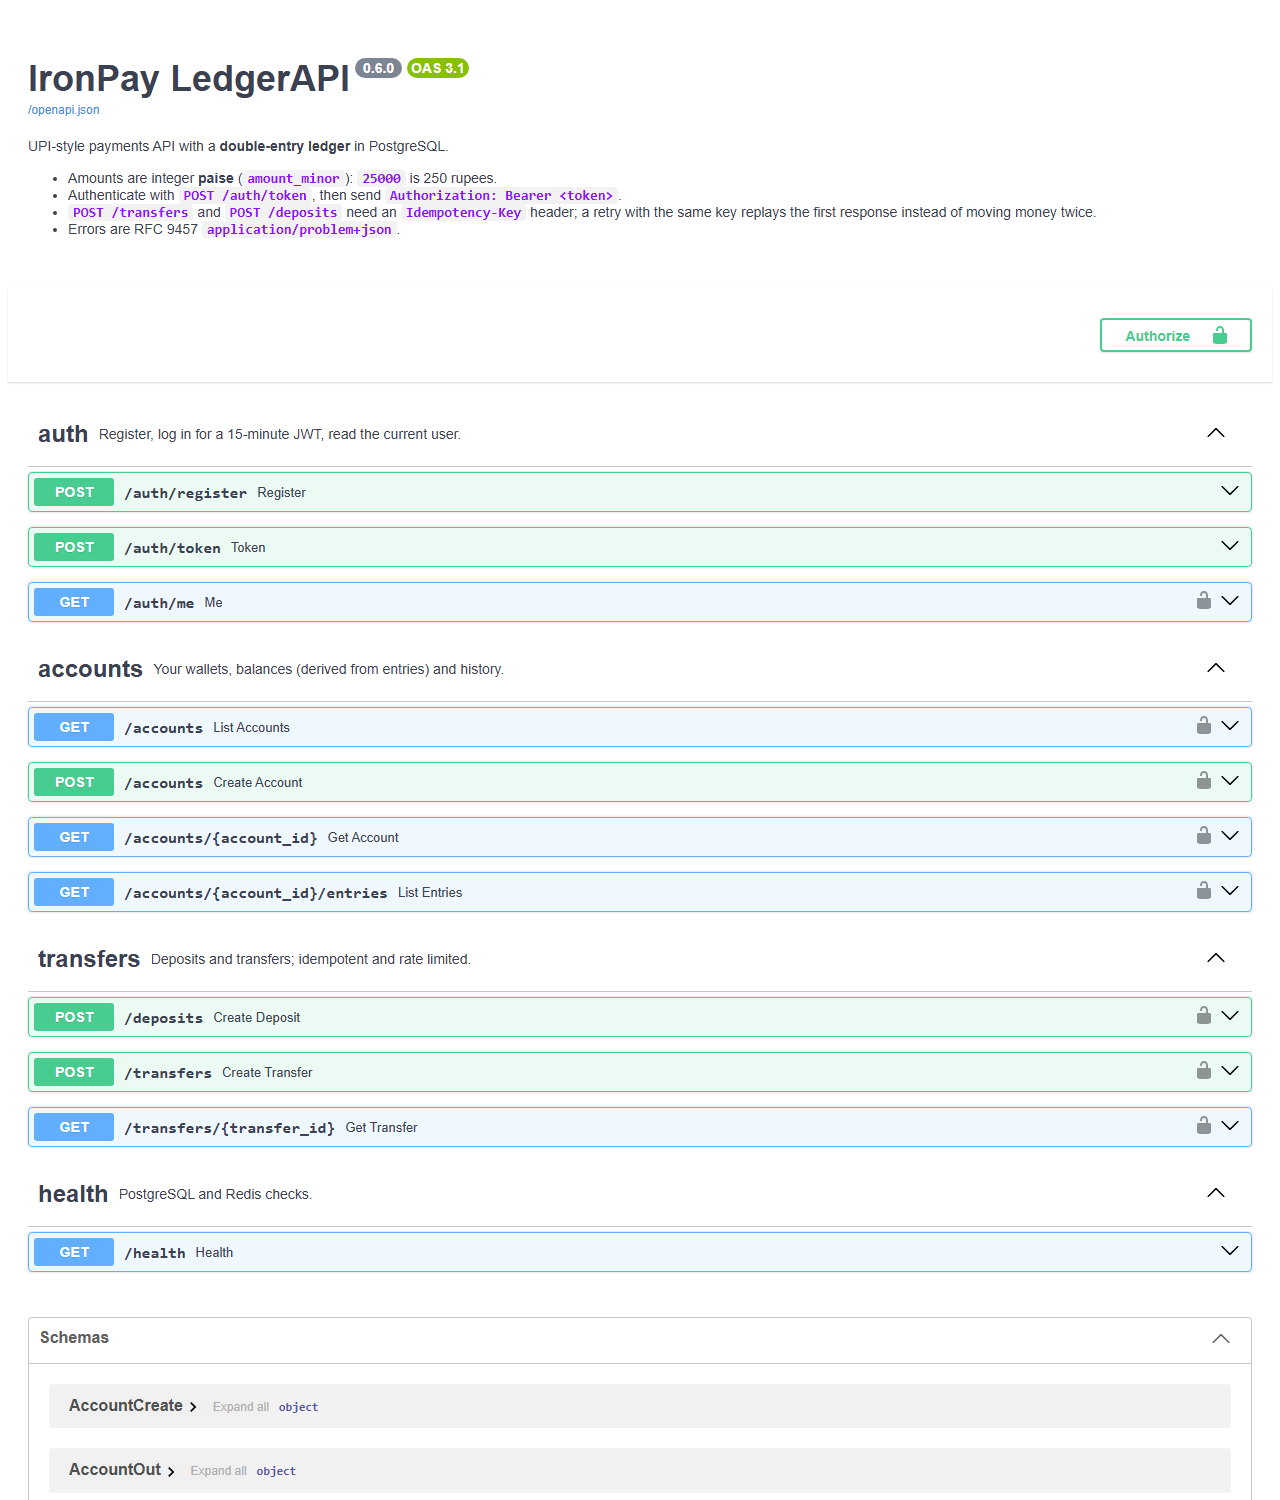 IronPay LedgerAPI 0.6.0 OAS 3.1
/openapi.json
UPI-style payments API with a double-entry ledger in PostgreSQL.
• Amounts are integer paise ( amount_minor ): 25000 is 250 rupees.
• Authenticate with POST /auth/token , then send Authorization: Bearer <token> .
• POST /transfers and POST /deposits need an Idempotency-Key header; a retry with the same key replays the first response instead of moving money twice.
• Errors are RFC 9457 application/problem+json .
Authorize
auth Register, log in for a 15-minute JWT, read the current user.
POST /auth/register Register
POST /auth/token Token
GET /auth/me Me
accounts Your wallets, balances (derived from entries) and history.
GET /accounts List Accounts
POST /accounts Create Account
GET /accounts/{account_id} Get Account
GET /accounts/{account_id}/entries List Entries
transfers Deposits and transfers; idempotent and rate limited.
POST /deposits Create Deposit
POST /transfers Create Transfer
GET /transfers/{transfer_id} Get Transfer
health PostgreSQL and Redis checks.
GET /health Health
Schemas
AccountCreate Expand all object
AccountOut Expand all object